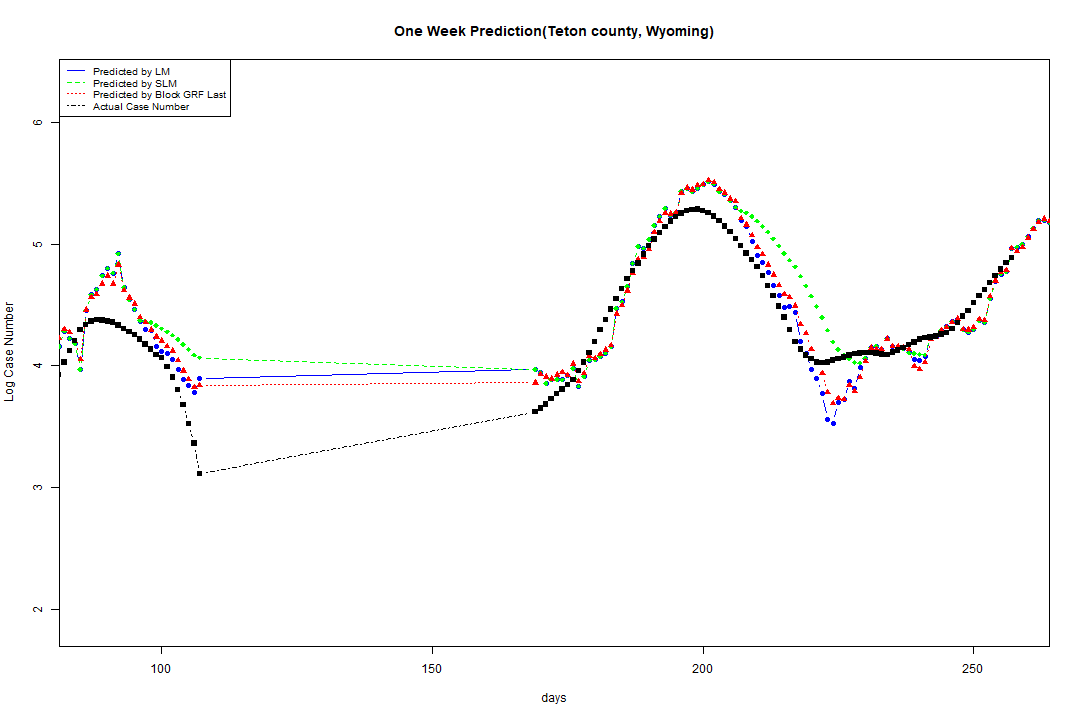 One Week Prediction(Teton county, Wyoming)
Predicted by LM
Predicted by SLM
Predicted by Block GRF Last
Actual Case Number
6
5
4
3
2
Log Case Number
100
150
200
250
days